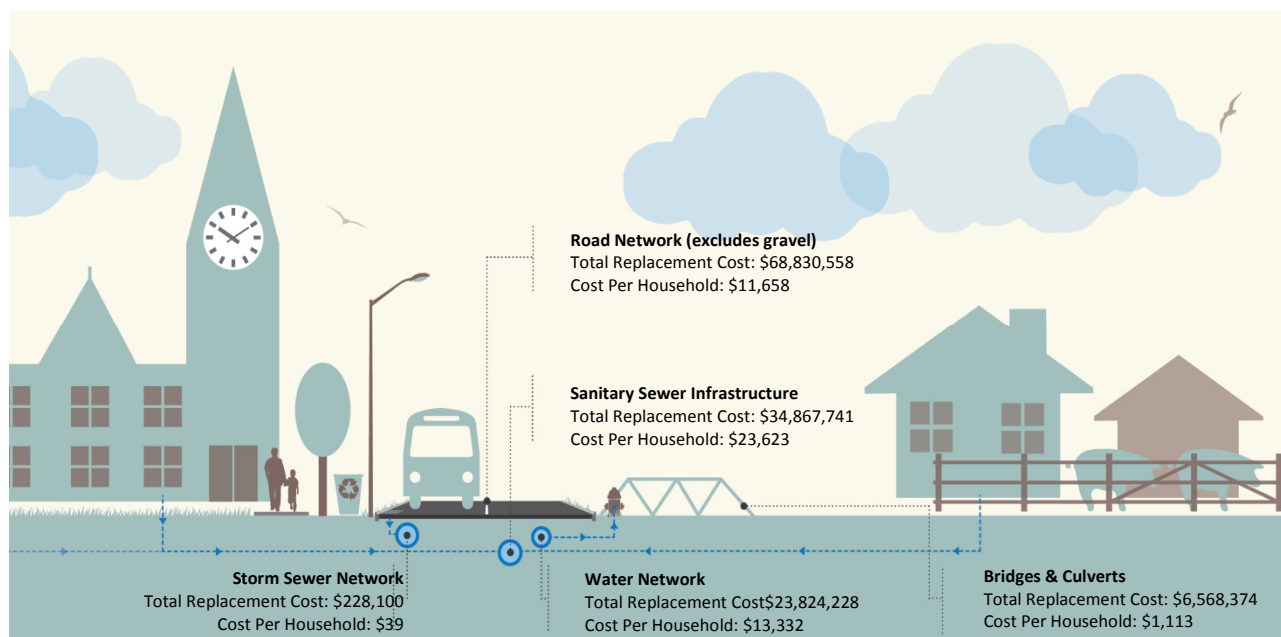 Road Network (excludes gravel)
Total Replacement Cost: $68,830,558
Cost Per Household: $11,658
Sanitary Sewer Infrastructure
Total Replacement Cost: $34,867,741
Cost Per Household: $23,623
Storm Sewer Network
Total Replacement Cost: $228,100
Cost Per Household: $39
Water Network
Total Replacement Cost$23,824,228
Cost Per Household: $13,332
Bridges & Culverts
Total Replacement Cost: $6,568,374
Cost Per Household: $1,113